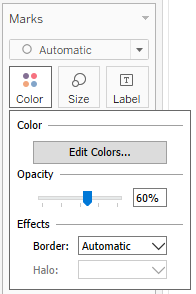 Marks
Automatic
Color Size Label
T
Color
Edit Colors...
Opacity
60%
Effects
Border: Automatic
Halo: